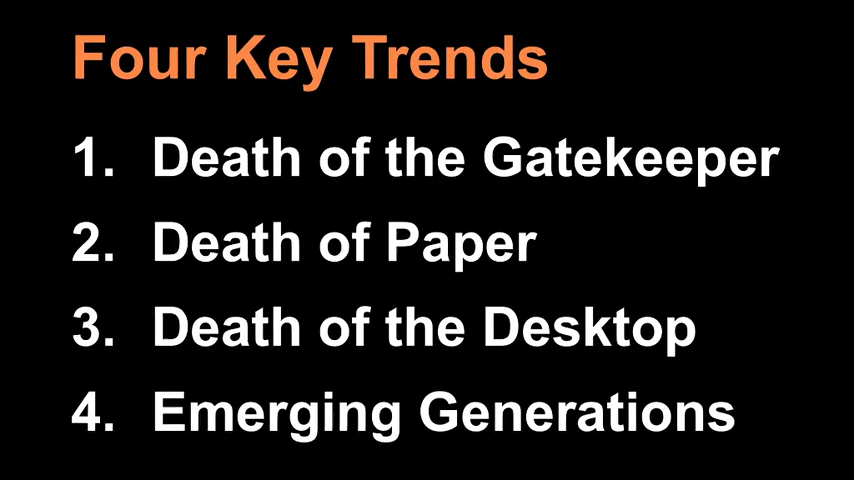 Four Key Trends
1. Death of the Gatekeeper
2. Death of Paper
3. Death of the Desktop
4. Emerging Generations